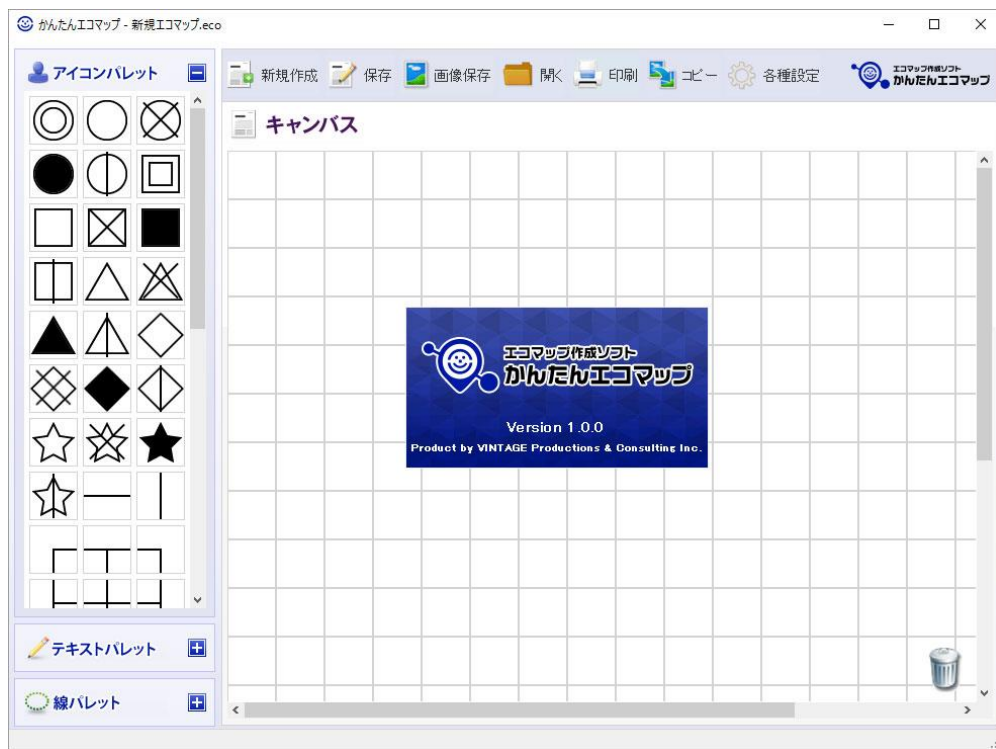 かんたんエコマップ - 新規エコマップ.eco
アイコンパレット
新規作成 保存 画像保存 開く 印刷 コピー 各種設定
エコマップ作成ソフト
かんたんエコマップ
キャンバス
エコマップ作成ソフト
かんたんエコマップ
Version 1.0.0
Product by VINTAGE Productions & Consulting Inc.
テキストパレット
線パレット